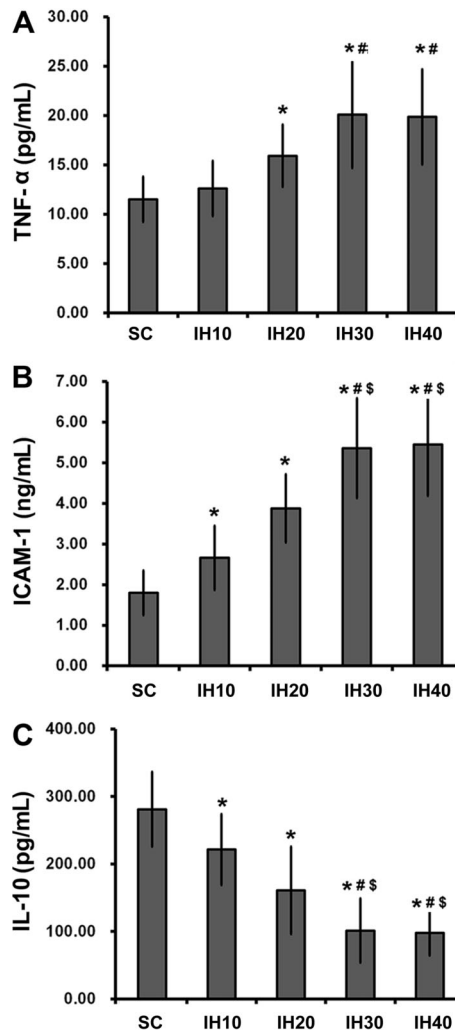 A
TNF- α (pg/mL)
30.00
25.00
20.00
15.00
10.00
5.00
0.00
*
* #
* #
SC IH10 IH20 IH30 IH40
B
ICAM-1 (ng/mL)
7.00
6.00
5.00
4.00
3.00
2.00
1.00
0.00
*
*
* # $
* # $
SC IH10 IH20 IH30 IH40
C
IL-10 (pg/mL)
400.00
300.00
200.00
100.00
0.00
*
*
* # $
* # $
SC IH10 IH20 IH30 IH40